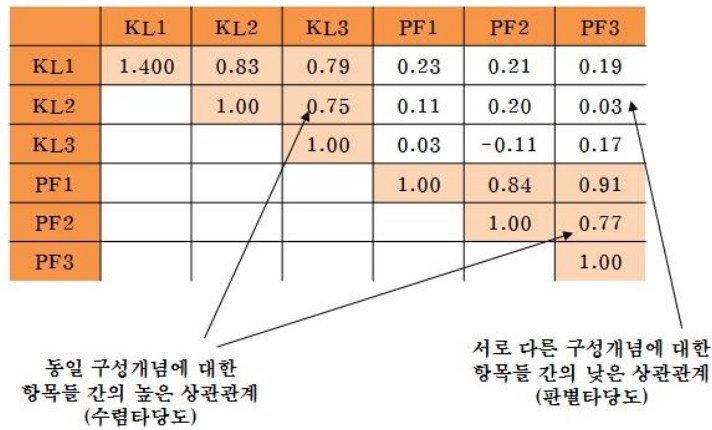 KL1 KL2 KL3 PF1 PF2 PF3
KL1 1.400 0.83 0.79 0.23 0.21 0.19
KL2 1.00 0.75 0.11 0.20 0.03
KL3 1.00 0.03 -0.11 0.17
PF1 1.00 0.84 0.91
PF2 1.00 0.77
PF3 1.00
동일 구성개념에 대한
항목들 간의 높은 상관관계
(수렴타당도)
서로 다른 구성개념에 대한
항목들 간의 낮은 상관관계
(판별타당도)